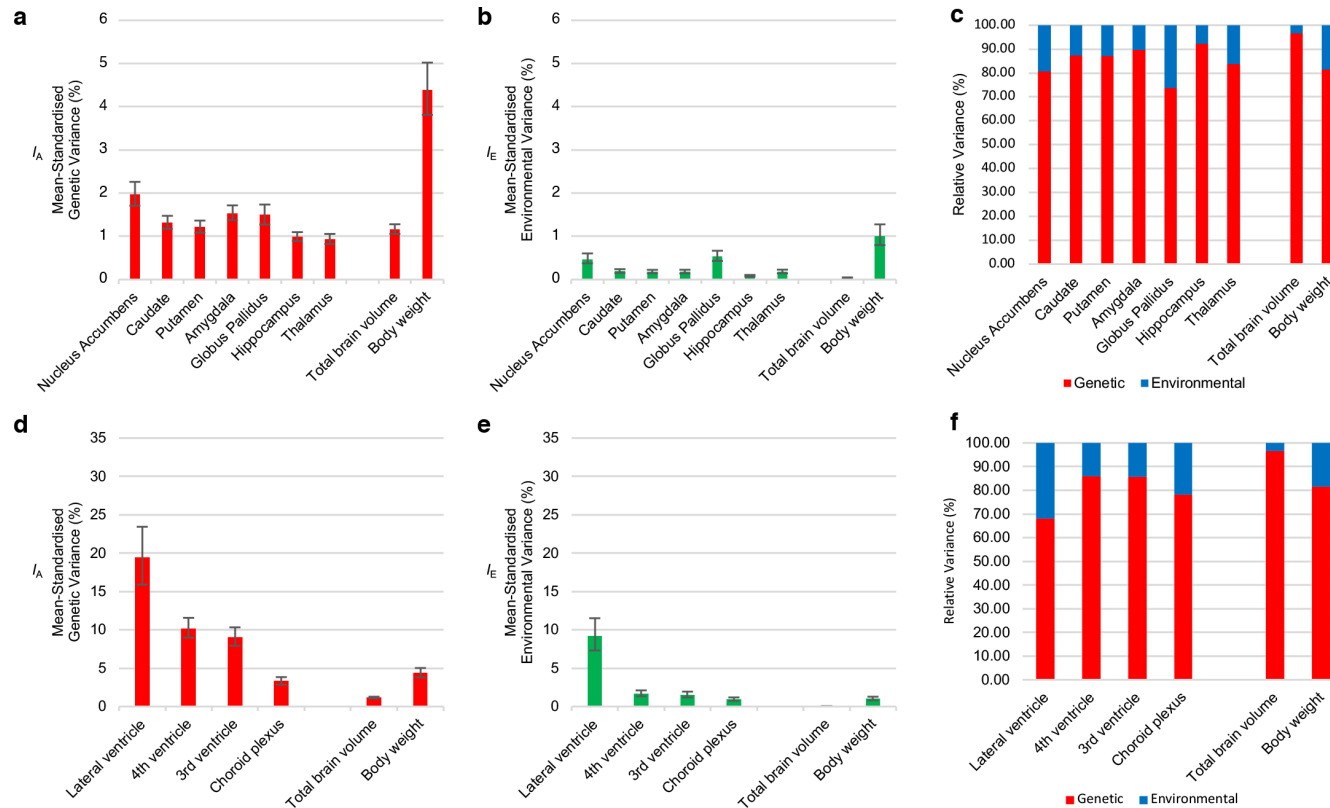 a
6
5
4
3
2
1
0
I_A
Mean-Standardised
Genetic Variance (%)
Nucleus Accumbens
Caudate
Putamen
Amygdala
Globus Pallidus
Hippocampus
Thalamus
Total brain volume
Body weight
b
6
5
4
3
2
1
0
I_E
Mean-Standardised
Environmental Variance (%)
Nucleus Accumbens
Caudate
Putamen
Amygdala
Globus Pallidus
Hippocampus
Thalamus
Total brain volume
Body weight
c
100.00
90.00
80.00
70.00
60.00
50.00
40.00
30.00
20.00
10.00
0.00
Relative Variance (%)
Nucleus Accumbens
Caudate
Putamen
Amygdala
Globus Pallidus
Hippocampus
Thalamus
Total brain volume
Body weight
Genetic Environmental
d
35
30
25
20
15
10
5
0
I_A
Mean-Standardised
Genetic Variance (%)
Lateral ventricle
4th ventricle
3rd ventricle
Choroid plexus
Total brain volume
Body weight
e
35
30
25
20
15
10
5
0
I_E
Mean-Standardised
Environmental Variance (%)
Lateral ventricle
4th ventricle
3rd ventricle
Choroid plexus
Total brain volume
Body weight
f
100.00
90.00
80.00
70.00
60.00
50.00
40.00
30.00
20.00
10.00
0.00
Relative Variance (%)
Lateral ventricle
4th ventricle
3rd ventricle
Choroid plexus
Total brain volume
Body weight
Genetic Environmental